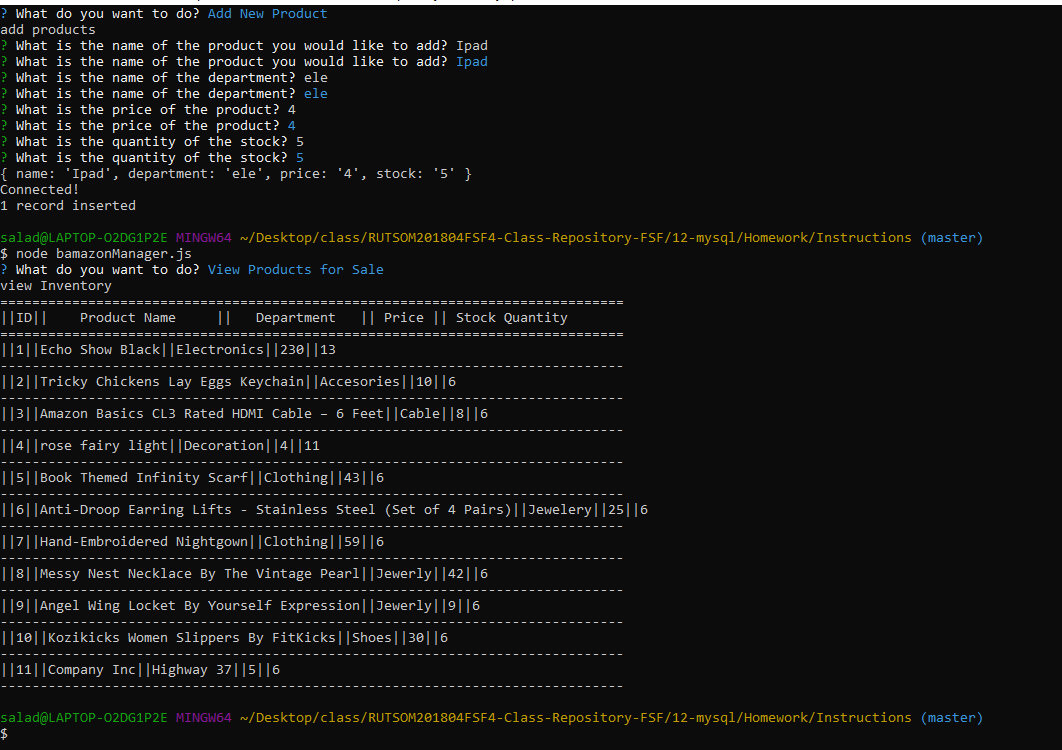 ? What do you want to do? Add New Product
add products
? What is the name of the product you would like to add? Ipad
? What is the name of the product you would like to add? Ipad
? What is the name of the department? ele
? What is the name of the department? ele
? What is the price of the product? 4
? What is the price of the product? 4
? What is the quantity of the stock? 5
? What is the quantity of the stock? 5
{ name: 'Ipad', department: 'ele', price: '4', stock: '5' }
Connected!
1 record inserted
salad@LAPTOP-O2DG1P2E MINGW64 ~/Desktop/class/RUTSOM201804FSF4-Class-Repository-FSF/12-mysql/Homework/Instructions (master)
$ node bamazonManager.js
? What do you want to do? View Products for Sale
view Inventory
==============================================================================
||ID||    Product Name     ||   Department   || Price || Stock Quantity
==============================================================================
||1||Echo Show Black||Electronics||230||13
------------------------------------------------------------------------------
||2||Tricky Chickens Lay Eggs Keychain||Accesories||10||6
------------------------------------------------------------------------------
||3||Amazon Basics CL3 Rated HDMI Cable – 6 Feet||Cable||8||6
------------------------------------------------------------------------------
||4||rose fairy light||Decoration||4||11
------------------------------------------------------------------------------
||5||Book Themed Infinity Scarf||Clothing||43||6
------------------------------------------------------------------------------
||6||Anti-Droop Earring Lifts - Stainless Steel (Set of 4 Pairs)||Jewelery||25||6
------------------------------------------------------------------------------
||7||Hand-Embroidered Nightgown||Clothing||59||6
------------------------------------------------------------------------------
||8||Messy Nest Necklace By The Vintage Pearl||Jewerly||42||6
------------------------------------------------------------------------------
||9||Angel Wing Locket By Yourself Expression||Jewerly||9||6
------------------------------------------------------------------------------
||10||Kozikicks Women Slippers By FitKicks||Shoes||30||6
------------------------------------------------------------------------------
||11||Company Inc||Highway 37||5||6
------------------------------------------------------------------------------
salad@LAPTOP-O2DG1P2E MINGW64 ~/Desktop/class/RUTSOM201804FSF4-Class-Repository-FSF/12-mysql/Homework/Instructions (master)
$